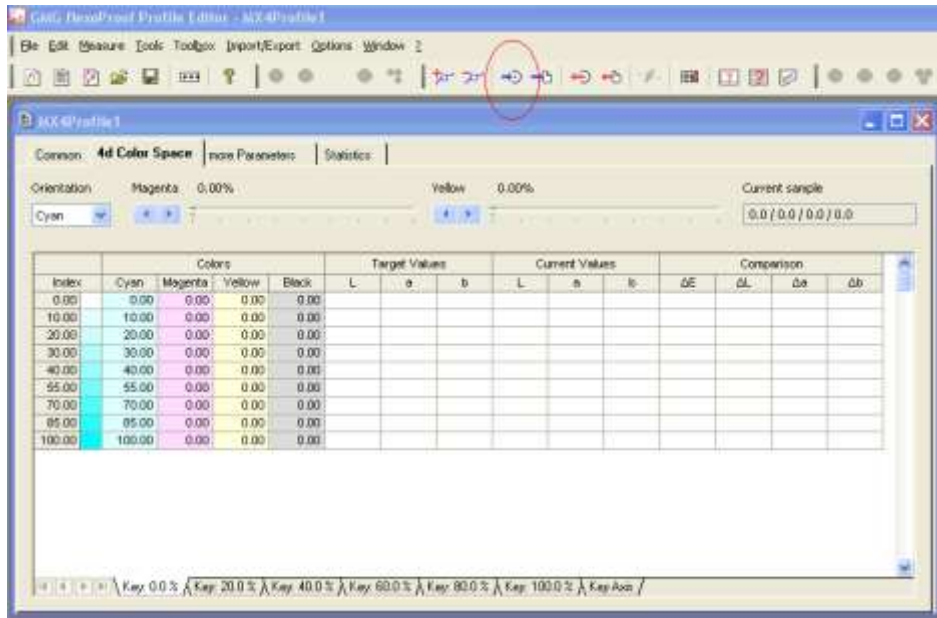 GMG FlexoProof Profile Editor - MX4Profile1
File Edit Measure Tools Toolbox Import/Export Options Window ?
MX4Profile1
Common 4d Color Space more Parameters Statistics
Orientation Magenta 0.00% Yellow 0.00% Current sample
Cyan 0.0 / 0.0 / 0.0 / 0.0
Colors Target Values Current Values Comparison
Index Cyan Magenta Yellow Black L a b L a b ΔE ΔL Δa Δb
0.00 0.00 0.00 0.00 0.00
10.00 10.00 0.00 0.00 0.00
20.00 20.00 0.00 0.00 0.00
30.00 30.00 0.00 0.00 0.00
40.00 40.00 0.00 0.00 0.00
55.00 55.00 0.00 0.00 0.00
70.00 70.00 0.00 0.00 0.00
85.00 85.00 0.00 0.00 0.00
100.00 100.00 0.00 0.00 0.00
Key: 0.0 % Key: 20.0 % Key: 40.0 % Key: 60.0 % Key: 80.0 % Key: 100.0 % Key Axis